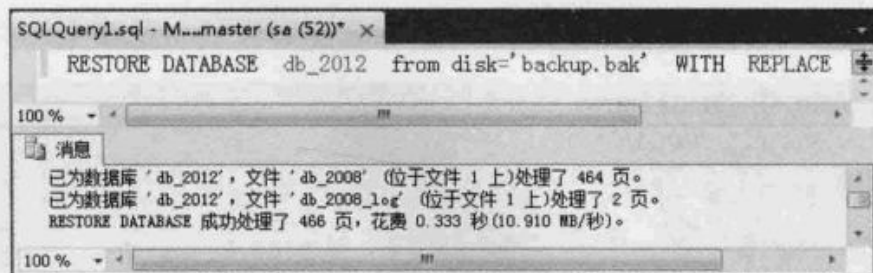 SQLQuery1.sql - M....master (sa (52))* ×
RESTORE DATABASE db_2012 from disk='backup.bak' WITH REPLACE
100 %
消息
已为数据库 'db_2012'，文件 'db_2008' (位于文件 1 上)处理了 464 页。
已为数据库 'db_2012'，文件 'db_2008_log' (位于文件 1 上)处理了 2 页。
RESTORE DATABASE 成功处理了 466 页，花费 0.333 秒(10.910 MB/秒)。
100 %